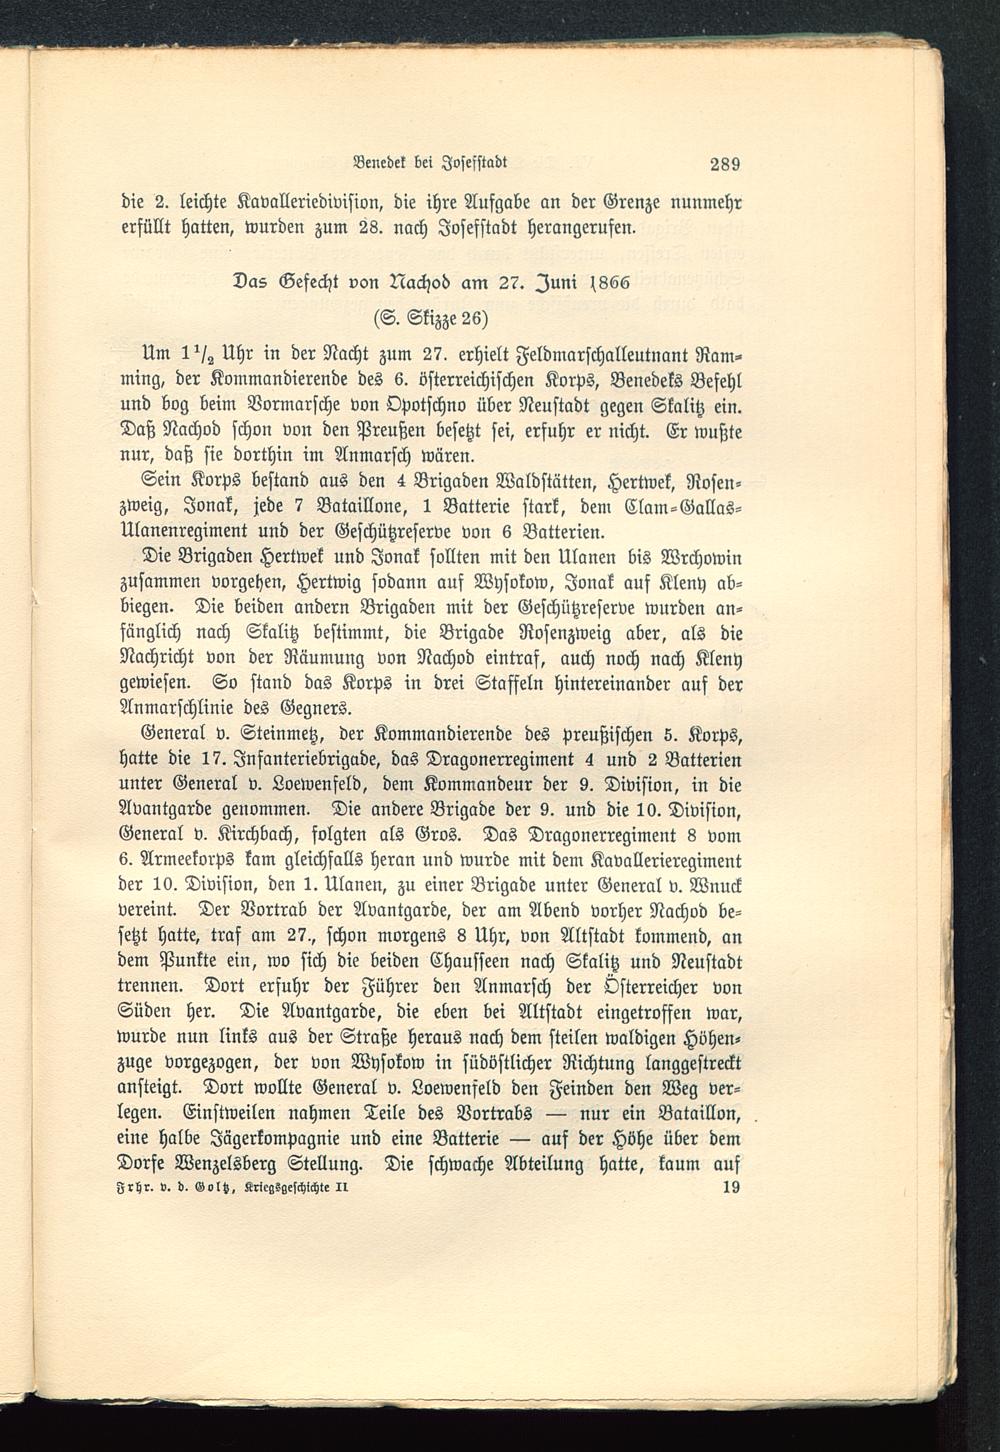 Benedek bei Josefstadt 289
die 2. leichte Kavalleriedivision, die ihre Aufgabe an der Grenze nunmehr
erfüllt hatten, wurden zum 28. nach Josefstadt herangerufen.
Das Gefecht von Nachod am 27. Juni 1866
(S. Skizze 26)
Um 1 1/2 Uhr in der Nacht zum 27. erhielt Feldmarschalleutnant Ram-
ming, der Kommandierende des 6. österreichischen Korps, Benedeks Befehl
und bog beim Vormarsche von Opotschno über Neustadt gegen Skalitz ein.
Daß Nachod schon von den Preußen besetzt sei, erfuhr er nicht. Er wußte
nur, daß sie dorthin im Anmarsch wären.
Sein Korps bestand aus den 4 Brigaden Waldstätten, Hertwek, Rosen-
zweig, Jonak, jede 7 Bataillone, 1 Batterie stark, dem Clam-Gallas-
Ulanenregiment und der Geschützreserve von 6 Batterien.
Die Brigaden Hertwek und Jonak sollten mit den Ulanen bis Wrchowin
zusammen vorgehen, Hertwig sodann auf Wysokow, Jonak auf Kleny ab-
biegen. Die beiden andern Brigaden mit der Geschützreserve wurden an-
fänglich nach Skalitz bestimmt, die Brigade Rosenzweig aber, als die
Nachricht von der Räumung von Nachod eintraf, auch noch nach Kleny
gewiesen. So stand das Korps in drei Staffeln hintereinander auf der
Anmarschlinie des Gegners.
General v. Steinmetz, der Kommandierende des preußischen 5. Korps,
hatte die 17. Infanteriebrigade, das Dragonerregiment 4 und 2 Batterien
unter General v. Loewenfeld, dem Kommandeur der 9. Division, in die
Avantgarde genommen. Die andere Brigade der 9. und die 10. Division,
General v. Kirchbach, folgten als Gros. Das Dragonerregiment 8 vom
6. Armeekorps kam gleichfalls heran und wurde mit dem Kavallerieregiment
der 10. Division, den 1. Ulanen, zu einer Brigade unter General v. Wnuck
vereint. Der Vortrab der Avantgarde, der am Abend vorher Nachod be-
setzt hatte, traf am 27., schon morgens 8 Uhr, von Altstadt kommend, an
dem Punkte ein, wo sich die beiden Chausseen nach Skalitz und Neustadt
trennen. Dort erfuhr der Führer den Anmarsch der Österreicher von
Süden her. Die Avantgarde, die eben bei Altstadt eingetroffen war,
wurde nun links aus der Straße heraus nach dem steilen waldigen Höhen-
zuge vorgezogen, der von Wysokow in südöstlicher Richtung langgestreckt
ansteigt. Dort wollte General v. Loewenfeld den Feinden den Weg ver-
legen. Einstweilen nahmen Teile des Vortrabs — nur ein Bataillon,
eine halbe Jägerkompagnie und eine Batterie — auf der Höhe über dem
Dorfe Wenzelsberg Stellung. Die schwache Abteilung hatte, kaum auf
Frhr. v. d. Goltz, Kriegsgeschichte II 19